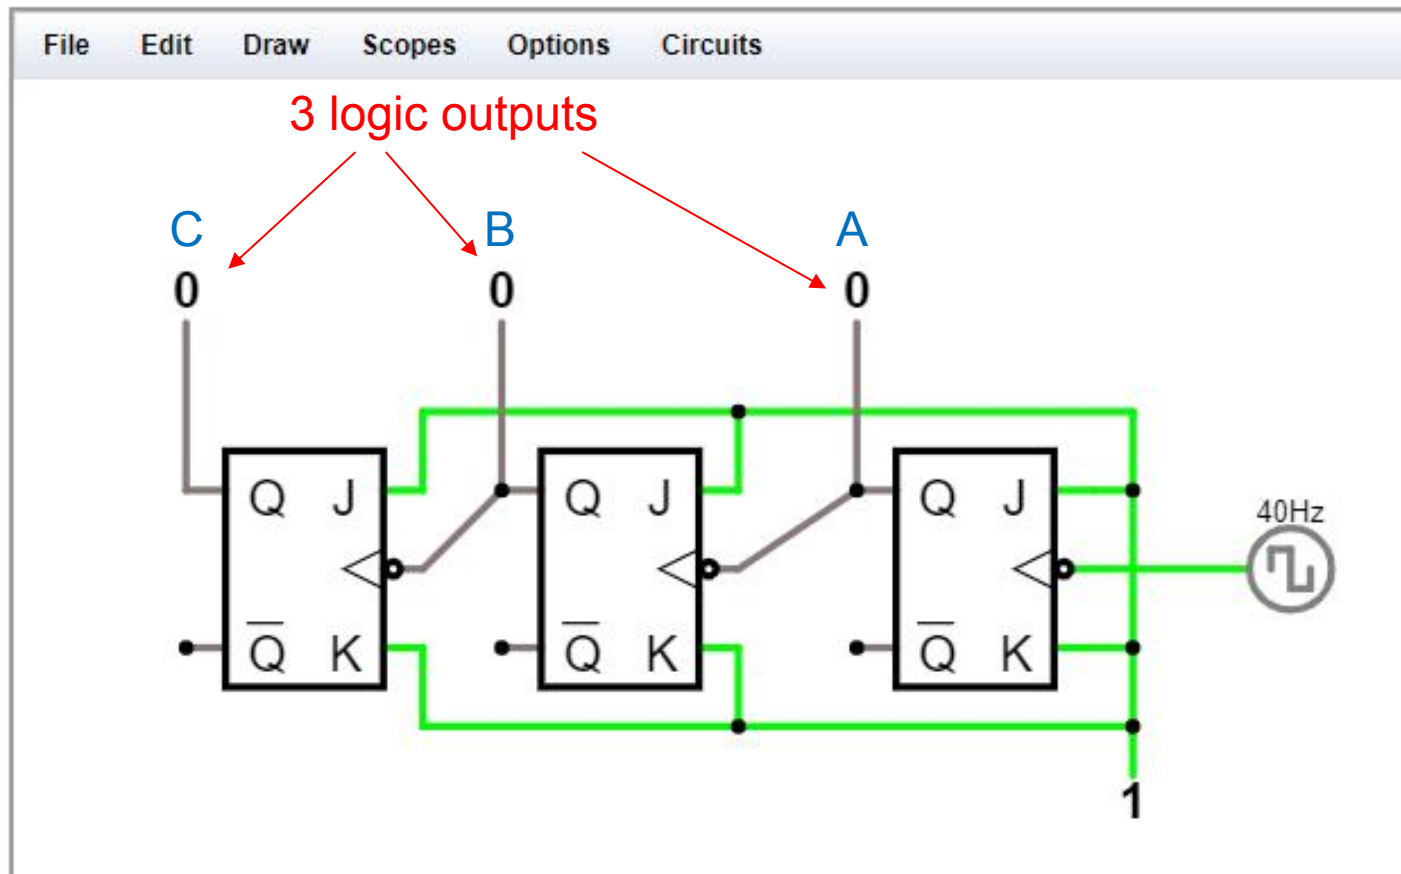 File Edit Draw Scopes Options Circuits
3 logic outputs
C B A
0 0 0
Q J Q J Q J
40Hz
Q K Q K Q K
1